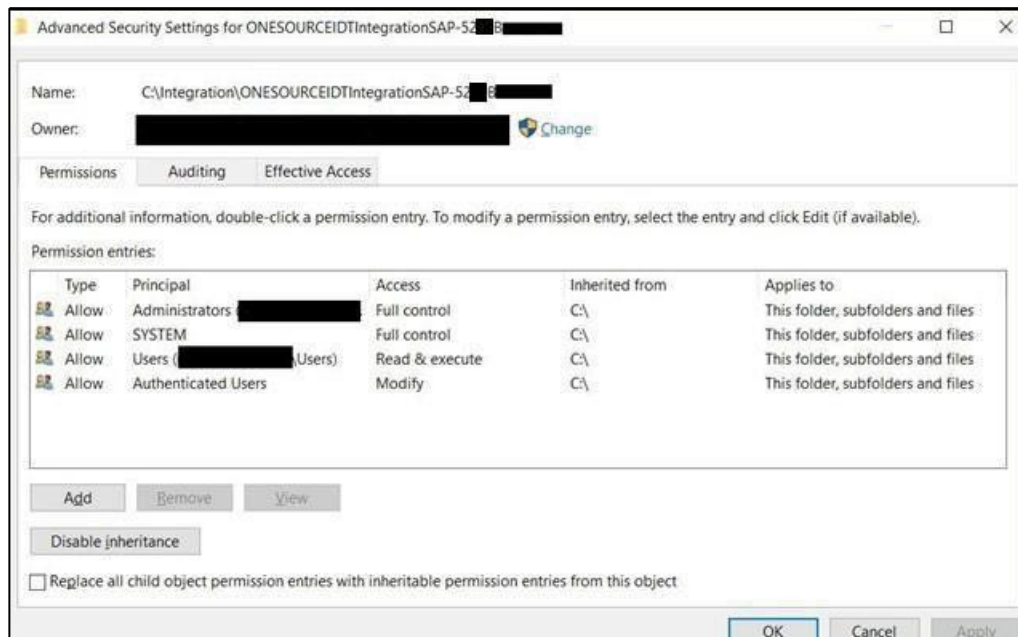 Advanced Security Settings for ONESOURCEIDTIntegrationSAP-52 B
Name: C:\Integration\ONESOURCEIDTIntegrationSAP-52 B
Owner: Change
Permissions Auditing Effective Access
For additional information, double-click a permission entry. To modify a permission entry, select the entry and click Edit (if available).
Permission entries:
Type Principal Access Inherited from Applies to
Allow Administrators ( Full control C:\ This folder, subfolders and files
Allow SYSTEM Full control C:\ This folder, subfolders and files
Allow Users ( \Users) Read & execute C:\ This folder, subfolders and files
Allow Authenticated Users Modify C:\ This folder, subfolders and files
Add Remove View
Disable inheritance
Replace all child object permission entries with inheritable permission entries from this object
OK Cancel Apply